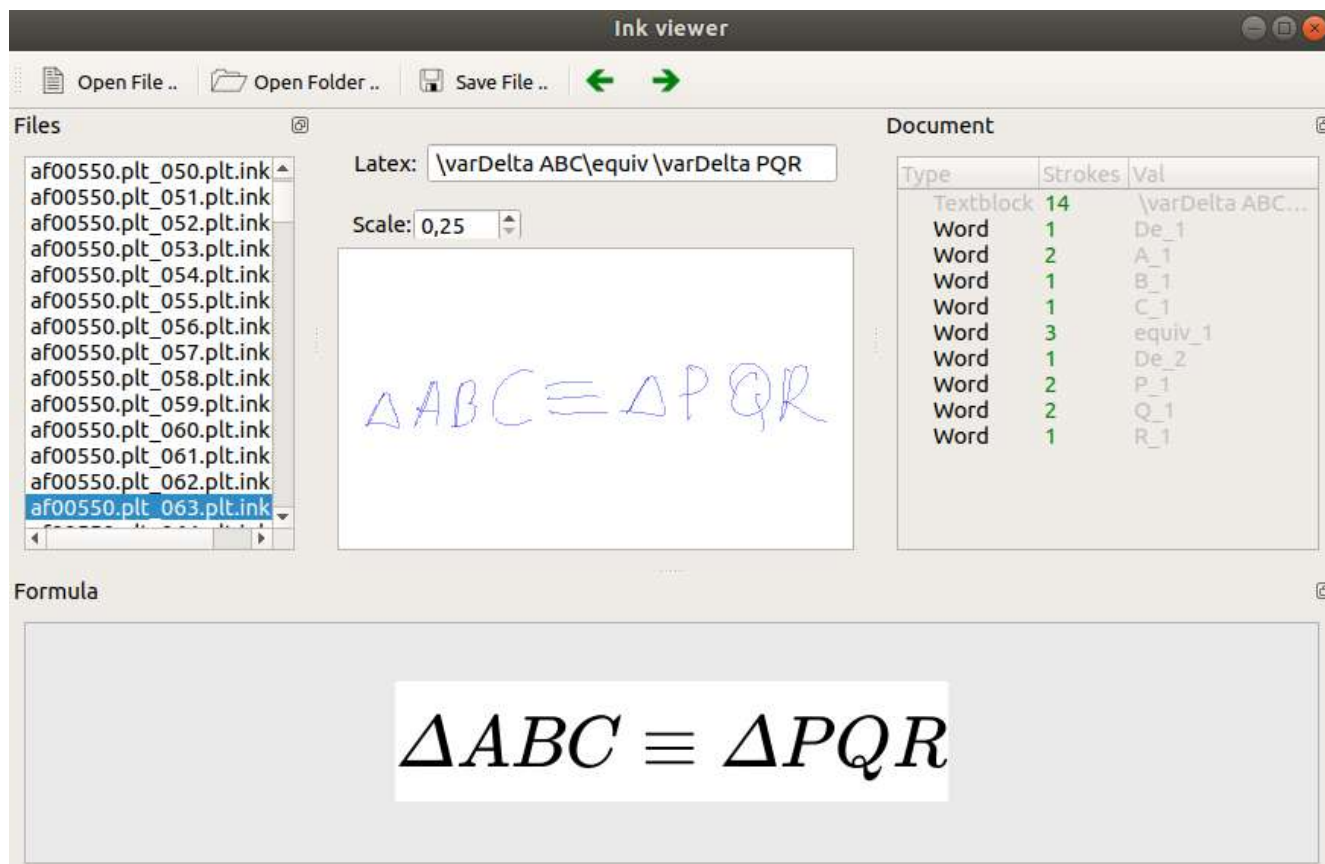 Ink viewer
Open File .. Open Folder .. Save File ..
Files
af00550.plt_050.plt.ink
af00550.plt_051.plt.ink
af00550.plt_052.plt.ink
af00550.plt_053.plt.ink
af00550.plt_054.plt.ink
af00550.plt_055.plt.ink
af00550.plt_056.plt.ink
af00550.plt_057.plt.ink
af00550.plt_058.plt.ink
af00550.plt_059.plt.ink
af00550.plt_060.plt.ink
af00550.plt_061.plt.ink
af00550.plt_062.plt.ink
af00550.plt_063.plt.ink
Latex: \varDelta ABC\equiv \varDelta PQR
Scale: 0,25
ΔABC≡ΔPQR
Document
Type Strokes Val
Textblock 14 \varDelta ABC...
Word 1 De_1
Word 2 A_1
Word 1 B_1
Word 1 C_1
Word 3 equiv_1
Word 1 De_2
Word 2 P_1
Word 2 Q_1
Word 1 R_1
Formula
ΔABC ≡ ΔPQR